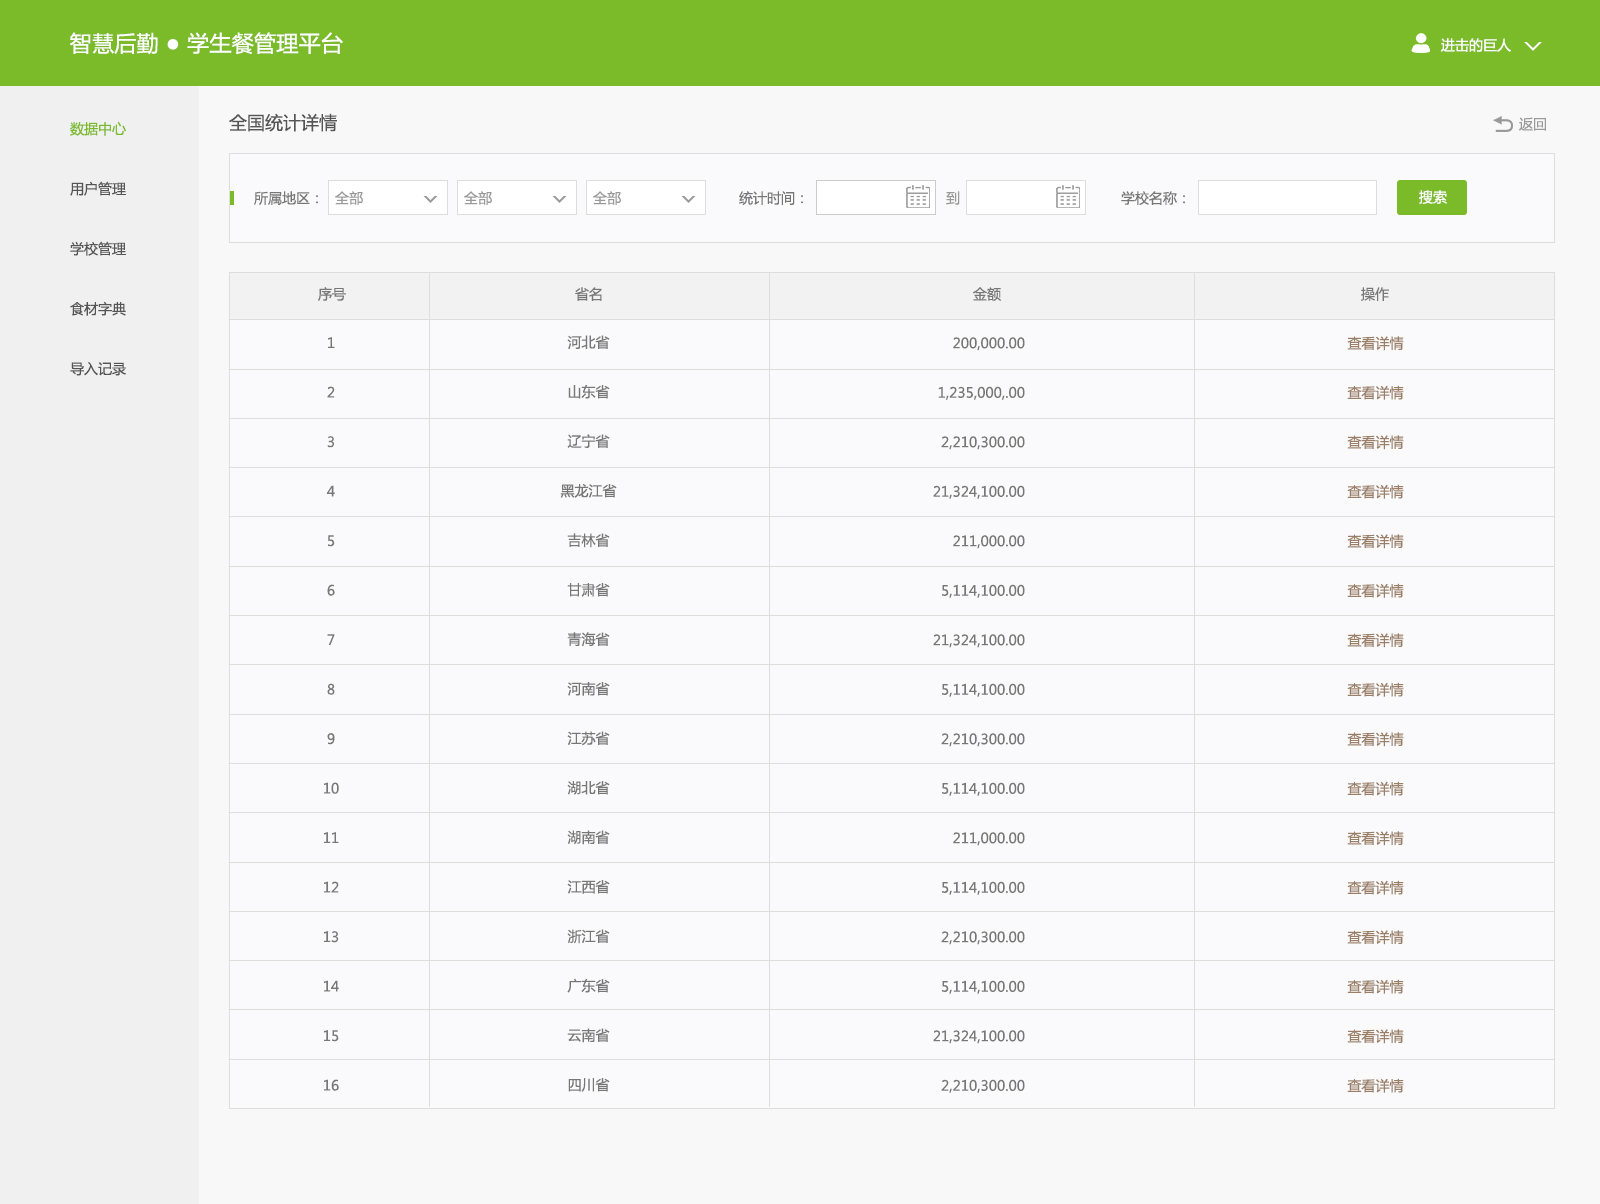 智慧后勤 ● 学生餐管理平台
进击的巨人
数据中心
用户管理
学校管理
食材字典
导入记录
全国统计详情
返回
所属地区： 全部 全部 全部 统计时间： 到 学校名称： 搜索
序号 省名 金额 操作
1 河北省 200,000.00 查看详情
2 山东省 1,235,000,.00 查看详情
3 辽宁省 2,210,300.00 查看详情
4 黑龙江省 21,324,100.00 查看详情
5 吉林省 211,000.00 查看详情
6 甘肃省 5,114,100.00 查看详情
7 青海省 21,324,100.00 查看详情
8 河南省 5,114,100.00 查看详情
9 江苏省 2,210,300.00 查看详情
10 湖北省 5,114,100.00 查看详情
11 湖南省 211,000.00 查看详情
12 江西省 5,114,100.00 查看详情
13 浙江省 2,210,300.00 查看详情
14 广东省 5,114,100.00 查看详情
15 云南省 21,324,100.00 查看详情
16 四川省 2,210,300.00 查看详情